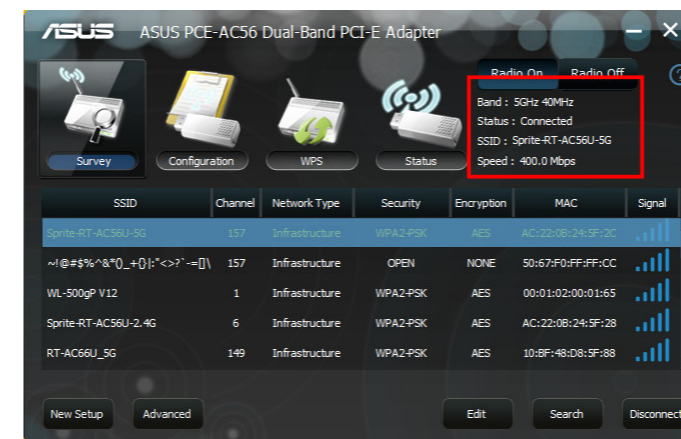 ASUS ASUS PCE-AC56 Dual-Band PCI-E Adapter
Radio On Radio Off
Band : 5GHz 40MHz
Status : Connected
SSID : Sprite-RT-AC56U-5G
Speed : 400.0 Mbps
Survey Configuration WPS Status
SSID Channel Network Type Security Encryption MAC Signal
Sprite-RT-AC56U-5G 157 Infrastructure WPA2-PSK AES AC:22:0B:24:5F:2C
~!@#$%^&*()_+{}|:"<>?`-=[]\ 157 Infrastructure OPEN NONE 50:67:F0:FF:FF:CC
WL-500gP V12 1 Infrastructure WPA2-PSK AES 00:01:02:00:01:65
Sprite-RT-AC56U-2.4G 6 Infrastructure WPA2-PSK AES AC:22:0B:24:5F:28
RT-AC66U_5G 149 Infrastructure WPA2-PSK AES 10:BF:48:D8:5F:88
New Setup Advanced Edit Search Disconnect